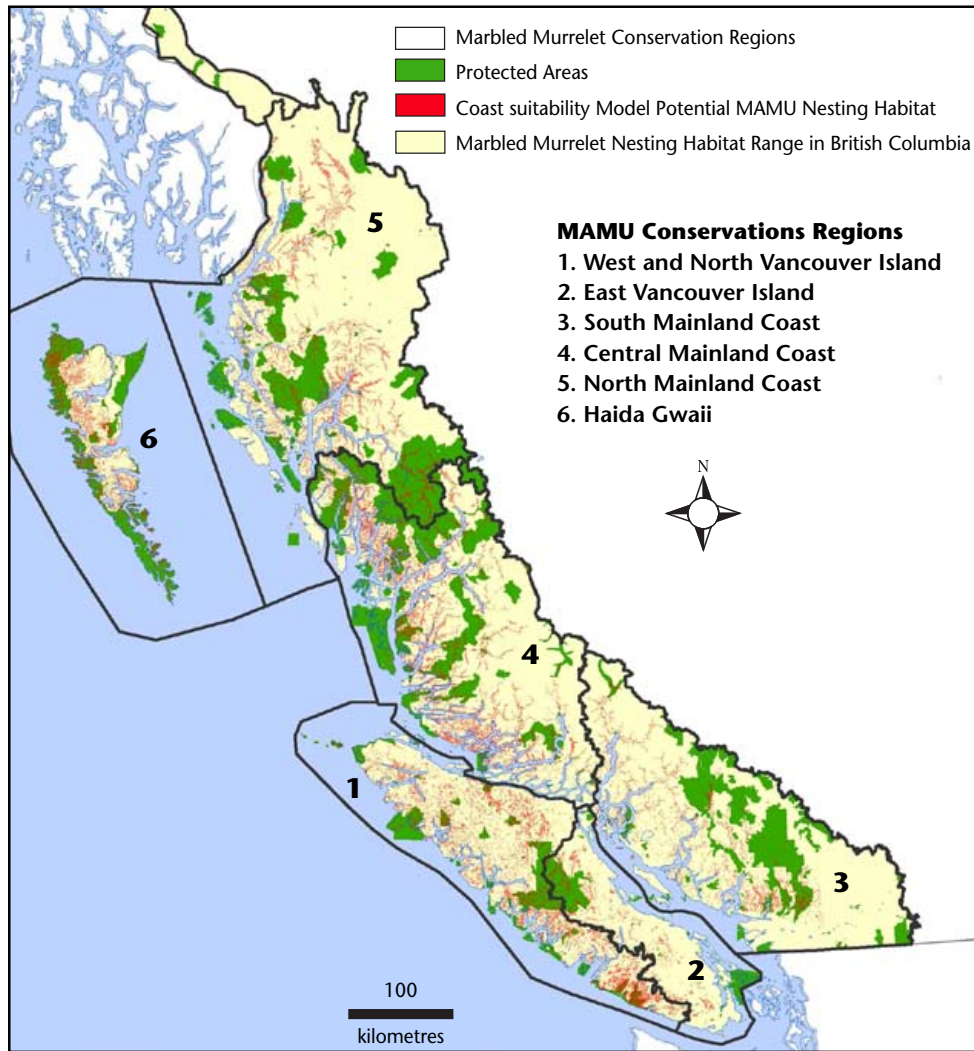 Marbled Murrelet Conservation Regions
Protected Areas
Coast suitability Model Potential MAMU Nesting Habitat
Marbled Murrelet Nesting Habitat Range in British Columbia
5
MAMU Conservations Regions
1. West and North Vancouver Island
2. East Vancouver Island
3. South Mainland Coast
4. Central Mainland Coast
5. North Mainland Coast
6. Haida Gwaii
6
N
4
1
3
2
100
kilometres